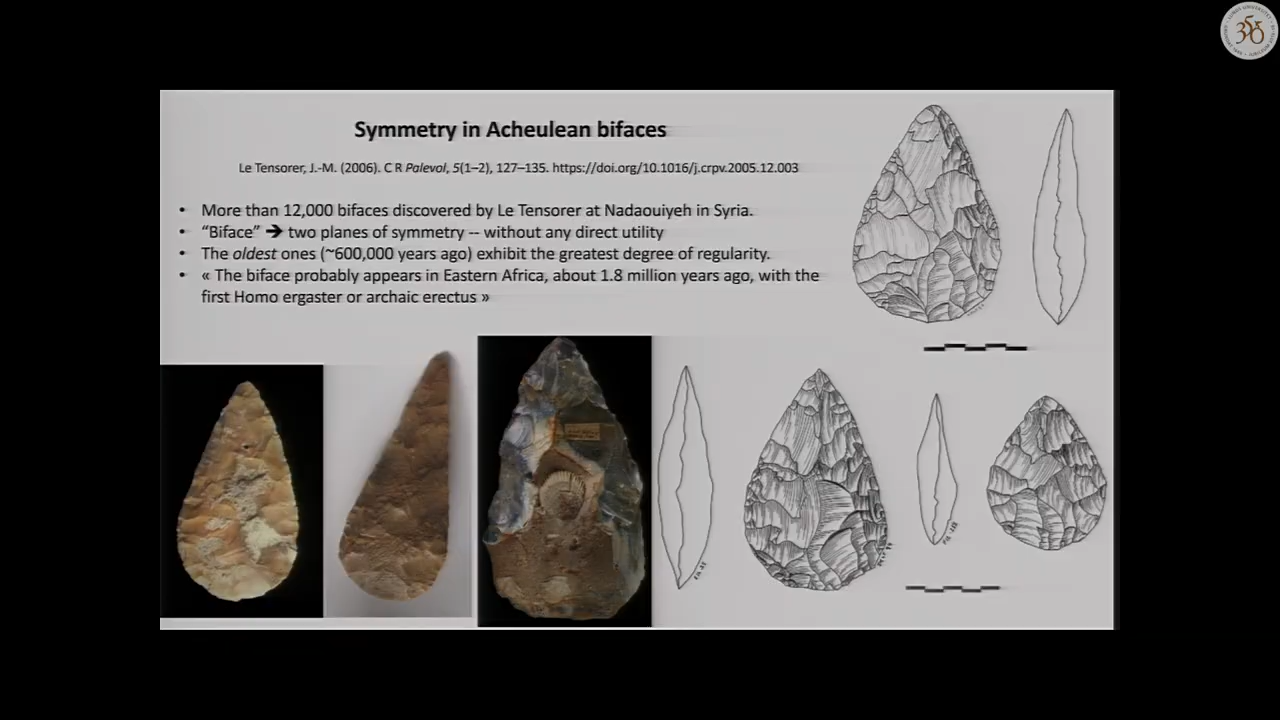 Symmetry in Acheulean bifaces
Le Tensorer, J.-M. (2006). C R Palevol, 5(1–2), 127–135. https://doi.org/10.1016/j.crpv.2005.12.003
• More than 12,000 bifaces discovered by Le Tensorer at Nadaouiyeh in Syria.
• “Biface” ➔ two planes of symmetry -- without any direct utility
• The oldest ones (~600,000 years ago) exhibit the greatest degree of regularity.
• « The biface probably appears in Eastern Africa, about 1.8 million years ago, with the
first Homo ergaster or archaic erectus »